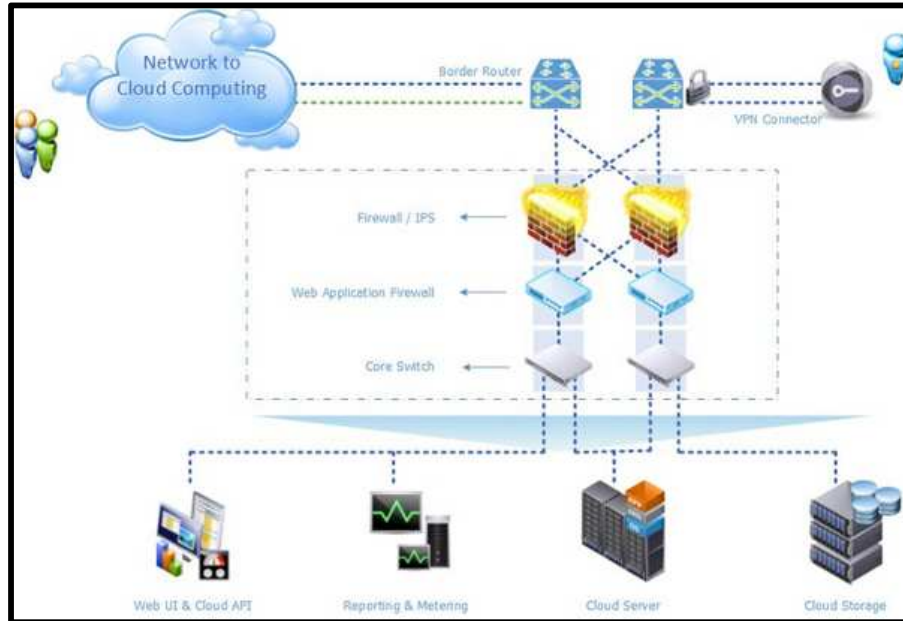 Network to
Cloud Computing
Border Router
VPN Connector
Firewall / IPS
Web Application Firewall
Core Switch
Web UI & Cloud API
Reporting & Metering
Cloud Server
Cloud Storage